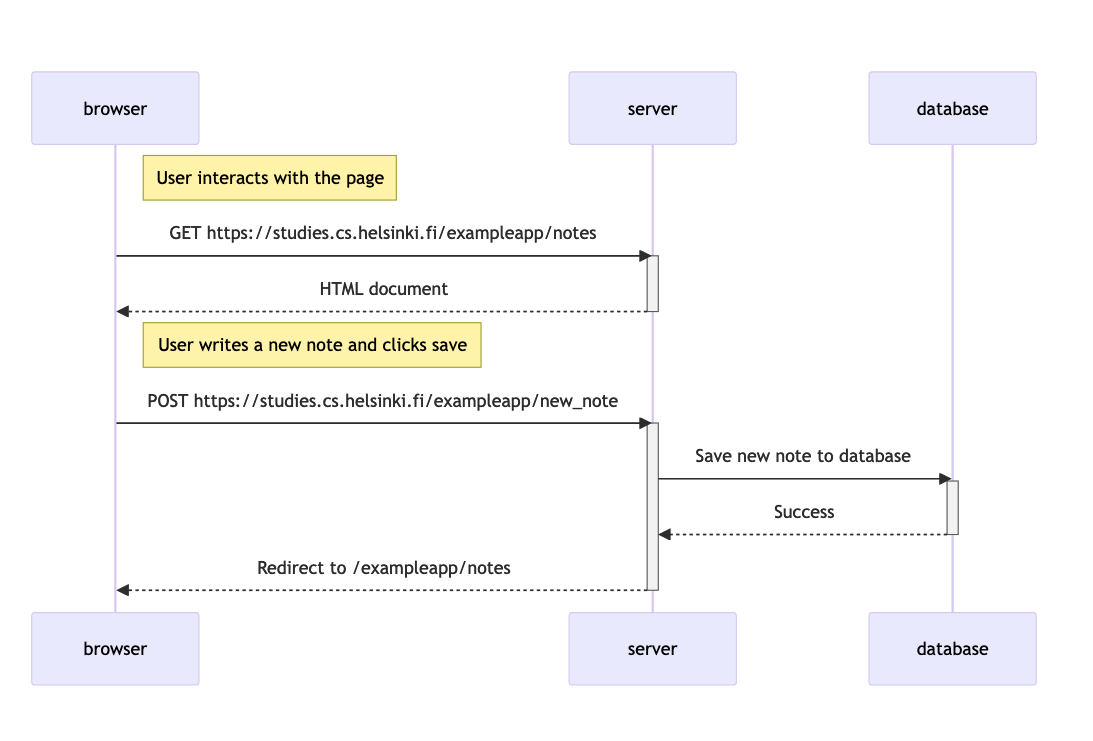 browser
server
database
User interacts with the page
GET https://studies.cs.helsinki.fi/exampleapp/notes
HTML document
User writes a new note and clicks save
POST https://studies.cs.helsinki.fi/exampleapp/new_note
Save new note to database
Success
Redirect to /exampleapp/notes
browser
server
database